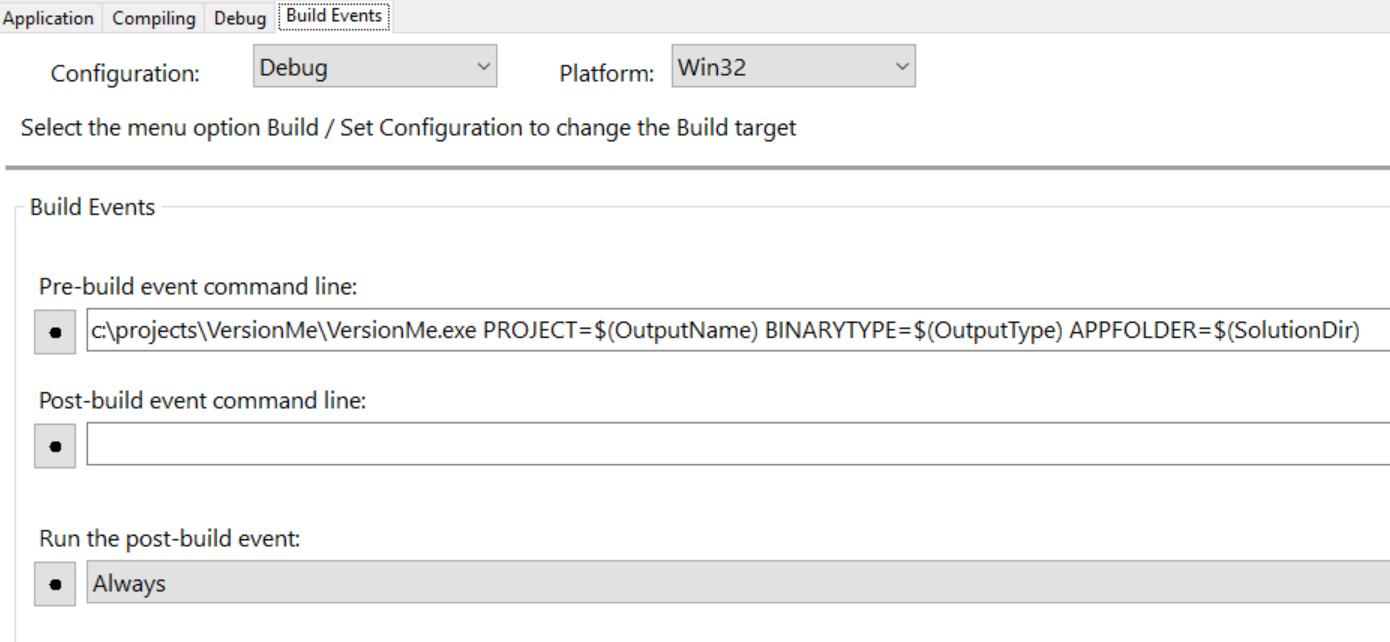 Application Compiling Debug Build Events
Configuration: Debug Platform: Win32
Select the menu option Build / Set Configuration to change the Build target
Build Events
Pre-build event command line:
c:\projects\VersionMe\VersionMe.exe PROJECT=$(OutputName) BINARYTYPE=$(OutputType) APPFOLDER=$(SolutionDir)
Post-build event command line:
Run the post-build event:
Always